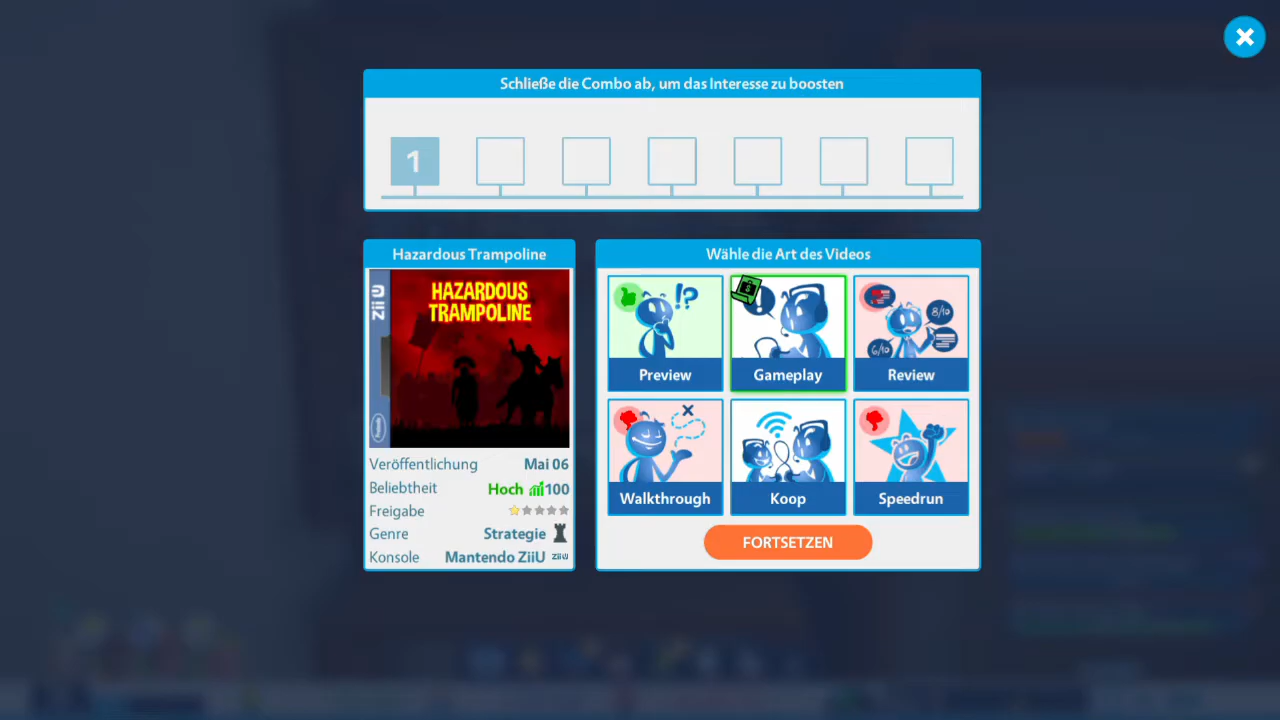 Schließe die Combo ab, um das Interesse zu boosten
1
Hazardous Trampoline
ZiiU
HAZARDOUS
TRAMPOLINE
Veröffentlichung Mai 06
Beliebtheit Hoch 100
Freigabe
Genre Strategie
Konsole Mantendo ZiiU ZiiU
Wähle die Art des Videos
!?
Preview
!
$
Gameplay
8/10
6/10
Review
Walkthrough
Koop
Speedrun
FORTSETZEN